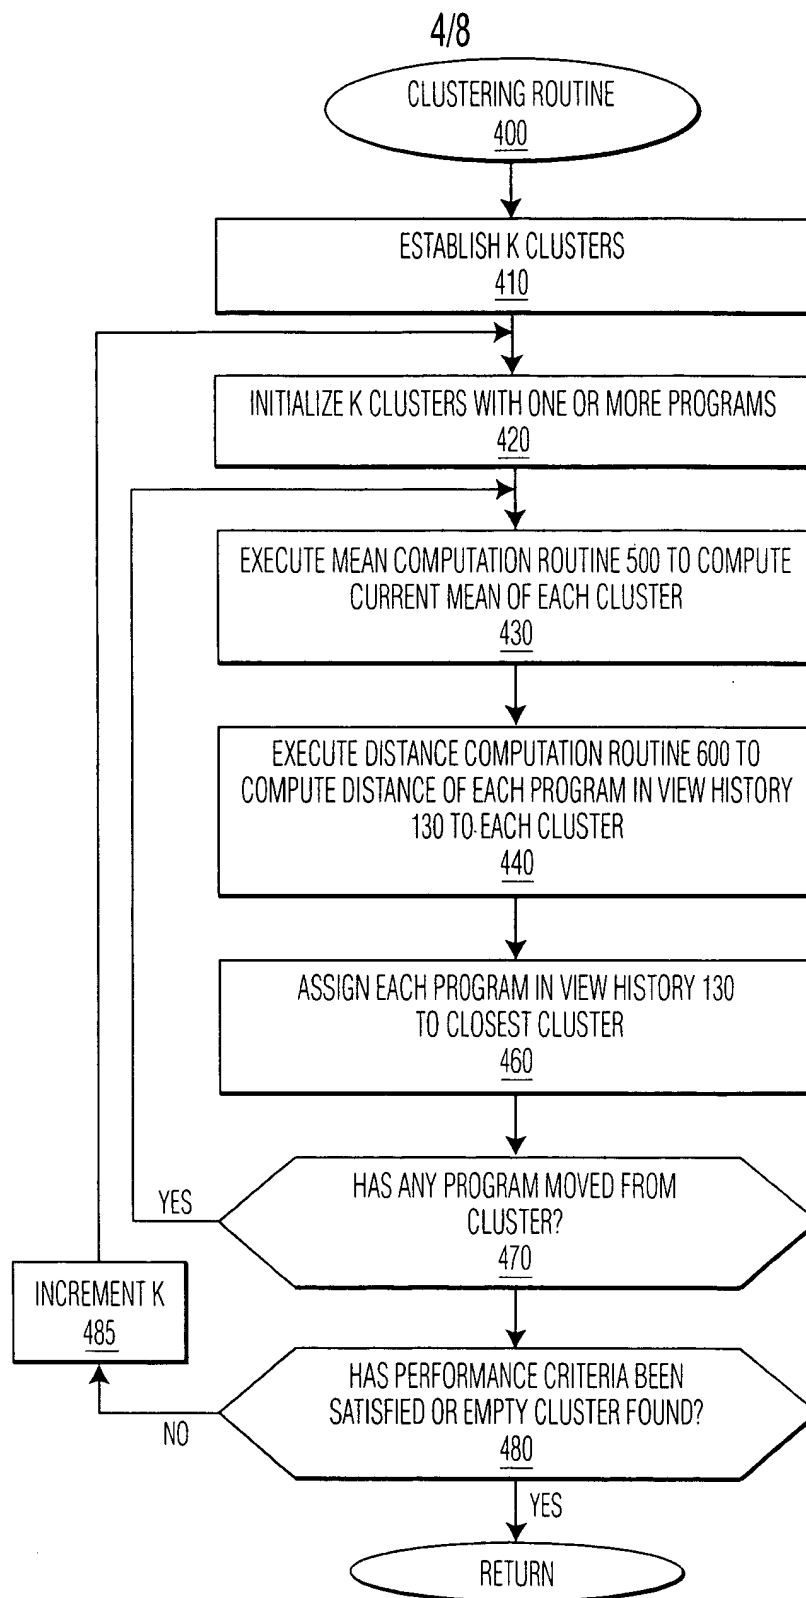 4/8
CLUSTERING ROUTINE
400
ESTABLISH K CLUSTERS
410
INITIALIZE K CLUSTERS WITH ONE OR MORE PROGRAMS
420
EXECUTE MEAN COMPUTATION ROUTINE 500 TO COMPUTE
CURRENT MEAN OF EACH CLUSTER
430
EXECUTE DISTANCE COMPUTATION ROUTINE 600 TO
COMPUTE DISTANCE OF EACH PROGRAM IN VIEW HISTORY
130 TO EACH CLUSTER
440
ASSIGN EACH PROGRAM IN VIEW HISTORY 130
TO CLOSEST CLUSTER
460
HAS ANY PROGRAM MOVED FROM
CLUSTER?
470
YES
INCREMENT K
485
HAS PERFORMANCE CRITERIA BEEN
SATISFIED OR EMPTY CLUSTER FOUND?
480
NO
YES
RETURN